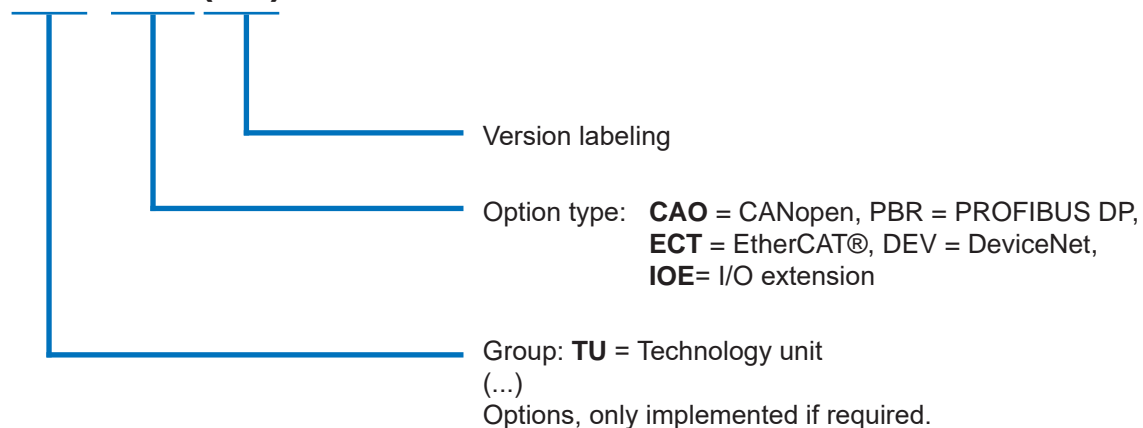 Version labeling
Option type: CAO = CANopen, PBR = PROFIBUS DP,
ECT = EtherCAT®, DEV = DeviceNet,
IOE= I/O extension
Group: TU = Technology unit
(...)
Options, only implemented if required.